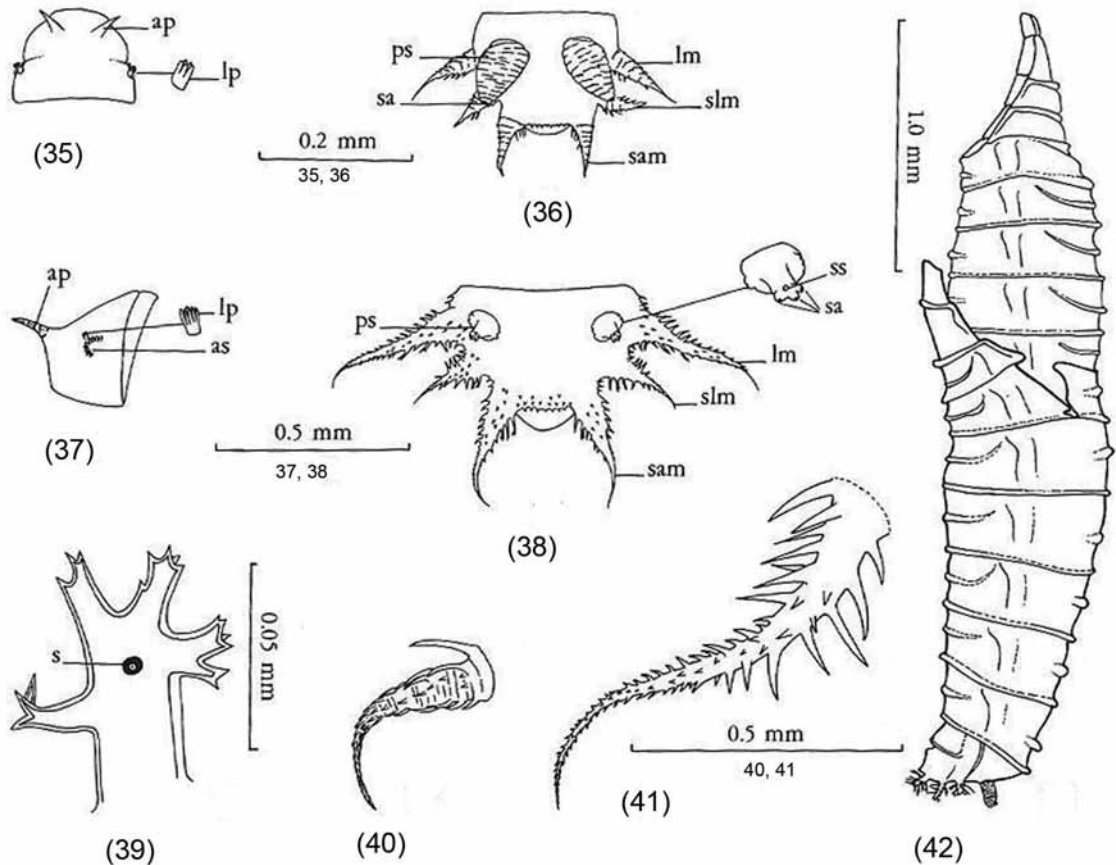 ap
lp
(35)
0.2 mm
35, 36
ps
sa
lm
slm
sam
(36)
1.0 mm
ap
lp
as
(37)
0.5 mm
37, 38
ps
ss
sa
lm
slm
sam
(38)
s
0.05 mm
(39)
(40)
0.5 mm
40, 41
(41)
(42)